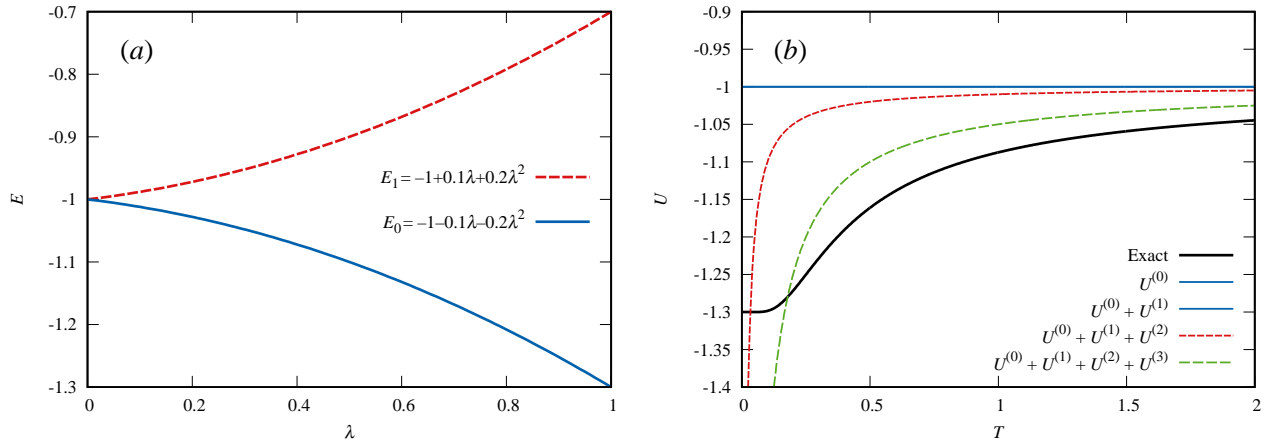 (a)
-0.7
-0.8
-0.9
-1
-1.1
-1.2
-1.3
E
0
0.2
0.4
0.6
0.8
1
λ
E₁= −1+0.1λ+0.2λ²
E₀= −1−0.1λ−0.2λ²
(b)
-0.9
-0.95
-1
-1.05
-1.1
-1.15
-1.2
-1.25
-1.3
-1.35
-1.4
U
0
0.5
1
1.5
2
T
Exact
U⁽⁰⁾
U⁽⁰⁾ + U⁽¹⁾
U⁽⁰⁾ + U⁽¹⁾ + U⁽²⁾
U⁽⁰⁾ + U⁽¹⁾ + U⁽²⁾ + U⁽³⁾